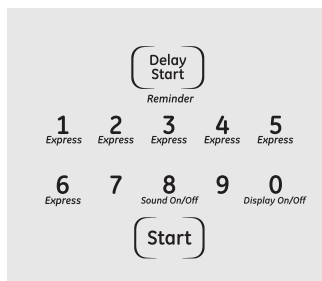 Delay
Start
Reminder
1 2 3 4 5
Express Express Express Express Express
6 7 8 9 0
Express Sound On/Off Display On/Off
Start